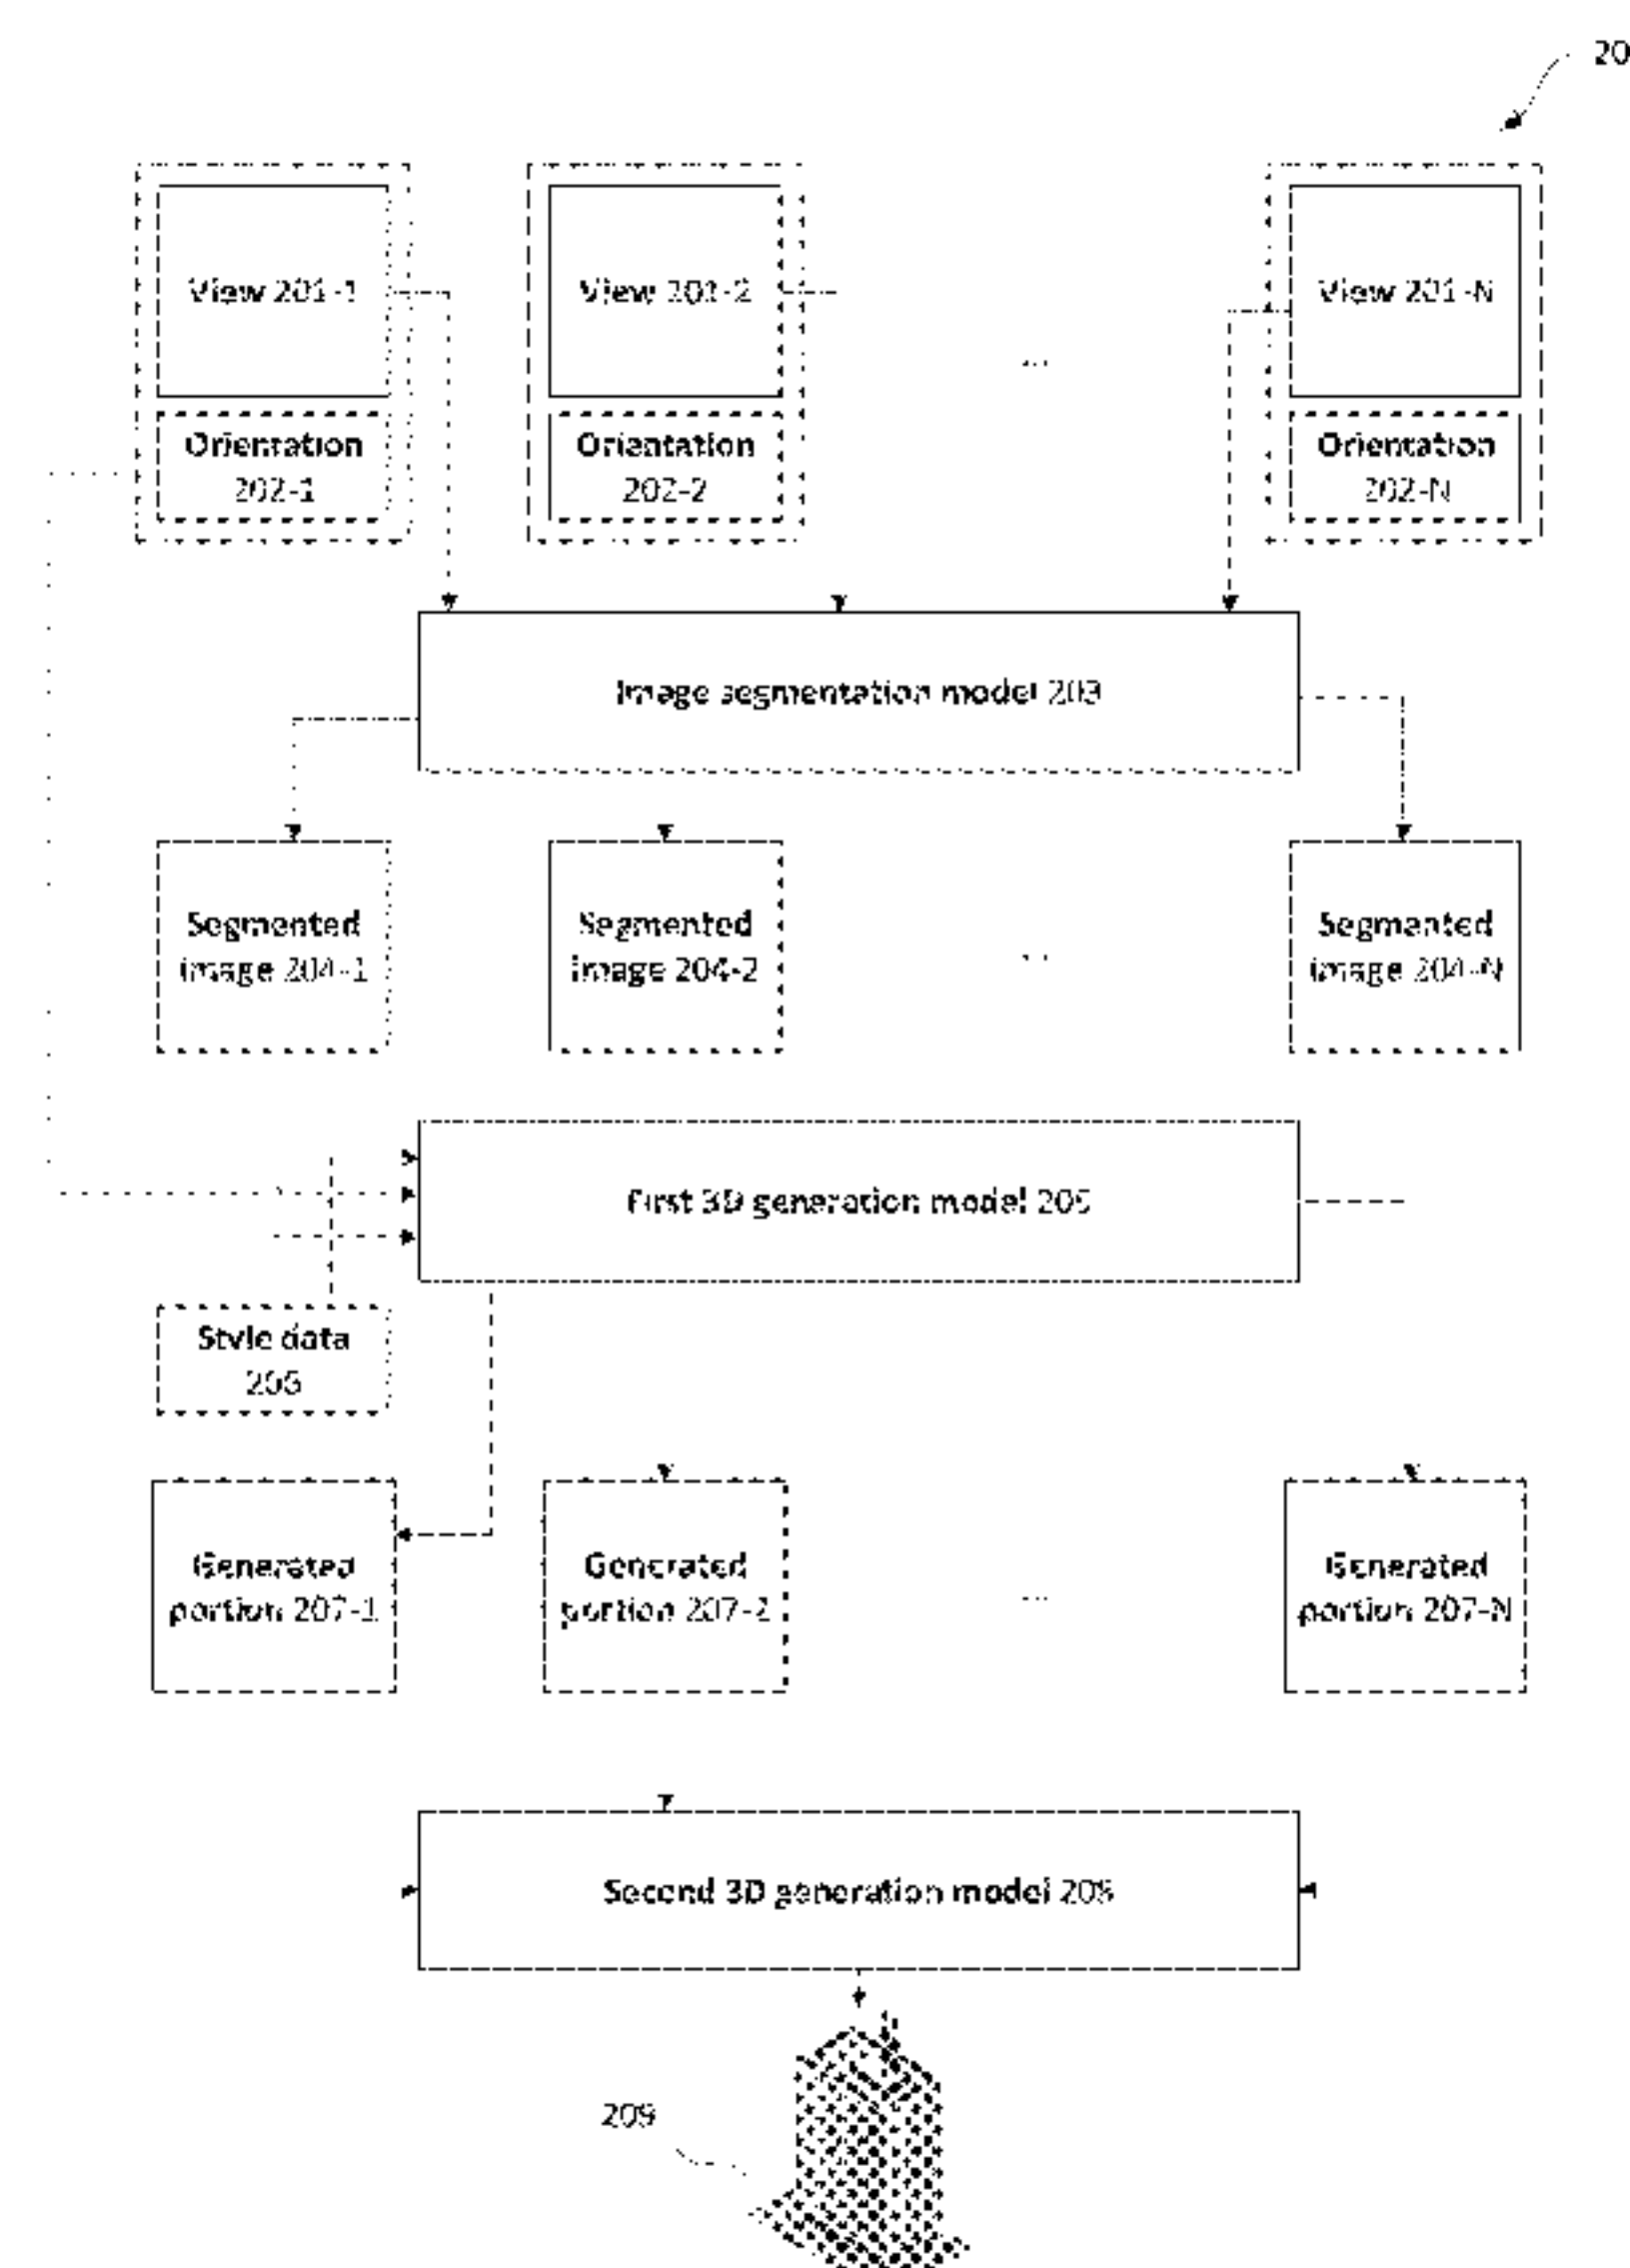 20
View 201-1
View 201-2
View 201-N
...
Orientation
202-1
Orientation
202-2
Orientation
202-N
Image segmentation model 203
Segmented
image 204-1
Segmented
image 204-2
Segmented
image 204-N
First 3D generation model 205
Style data
206
Generated
portion 207-1
Generated
portion 207-2
...
Generated
portion 207-N
Second 3D generation model 208
209